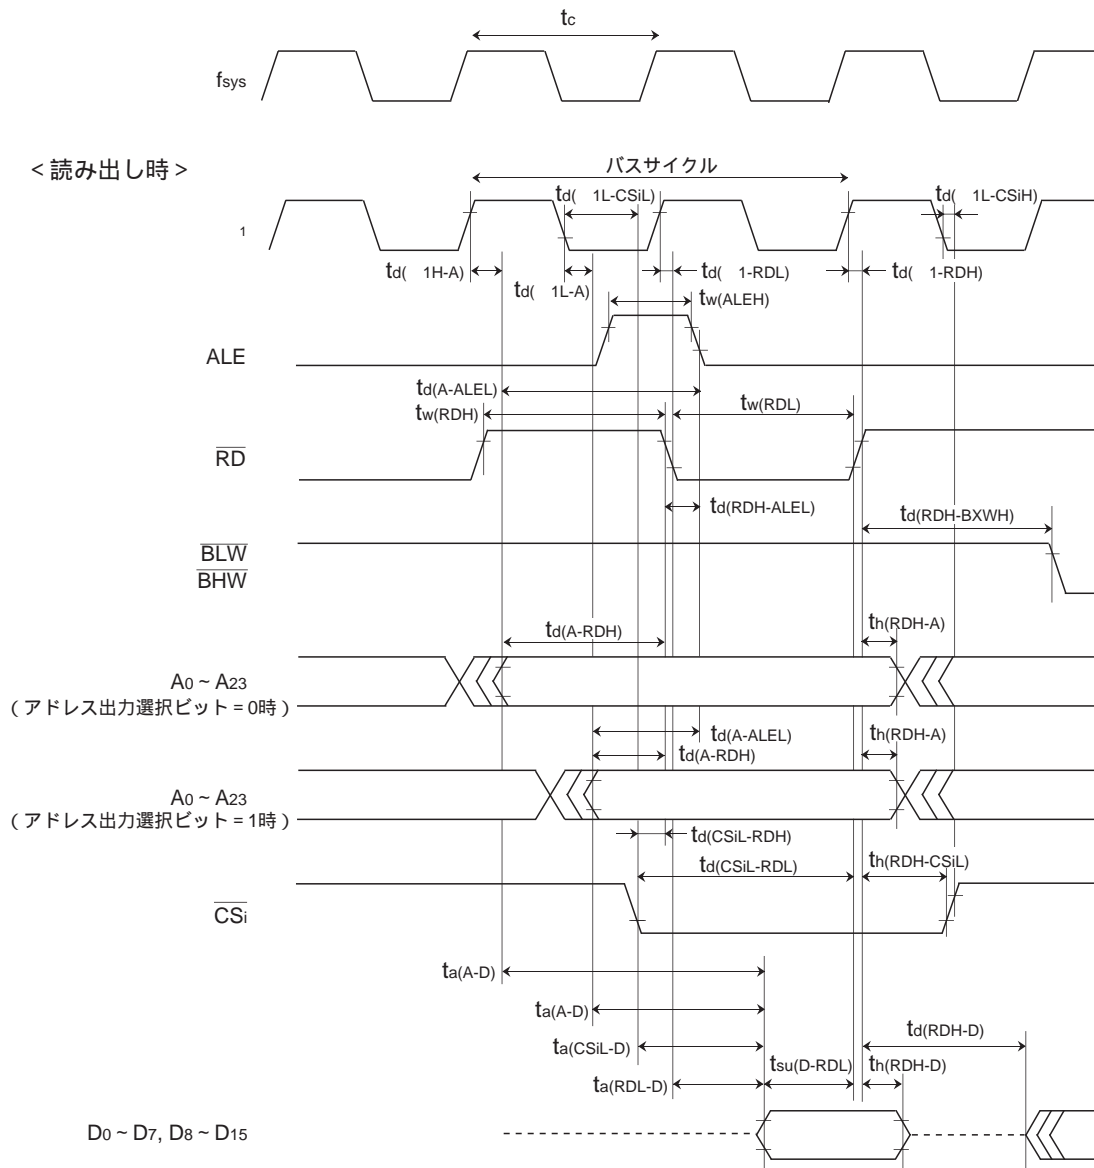 tc
fsys
< 読み出し時 >
バスサイクル
td( 1L-CSiL)
td( 1L-CSiH)
1
td( 1H-A)
td( 1-RDL)
td( 1-RDH)
td( 1L-A)
tw(ALEH)
ALE
td(A-ALEL)
tw(RDH)
tw(RDL)
RD
td(RDH-ALEL)
td(RDH-BXWH)
BLW
BHW
td(A-RDH)
th(RDH-A)
A0 ~ A23
( アドレス出力選択ビット = 0時 )
td(A-ALEL)
th(RDH-A)
td(A-RDH)
A0 ~ A23
( アドレス出力選択ビット = 1時 )
td(CSiL-RDH)
td(CSiL-RDL)
th(RDH-CSiL)
CSi
ta(A-D)
ta(A-D)
td(RDH-D)
ta(CSiL-D)
tsu(D-RDL)
th(RDH-D)
ta(RDL-D)
D0 ~ D7, D8 ~ D15